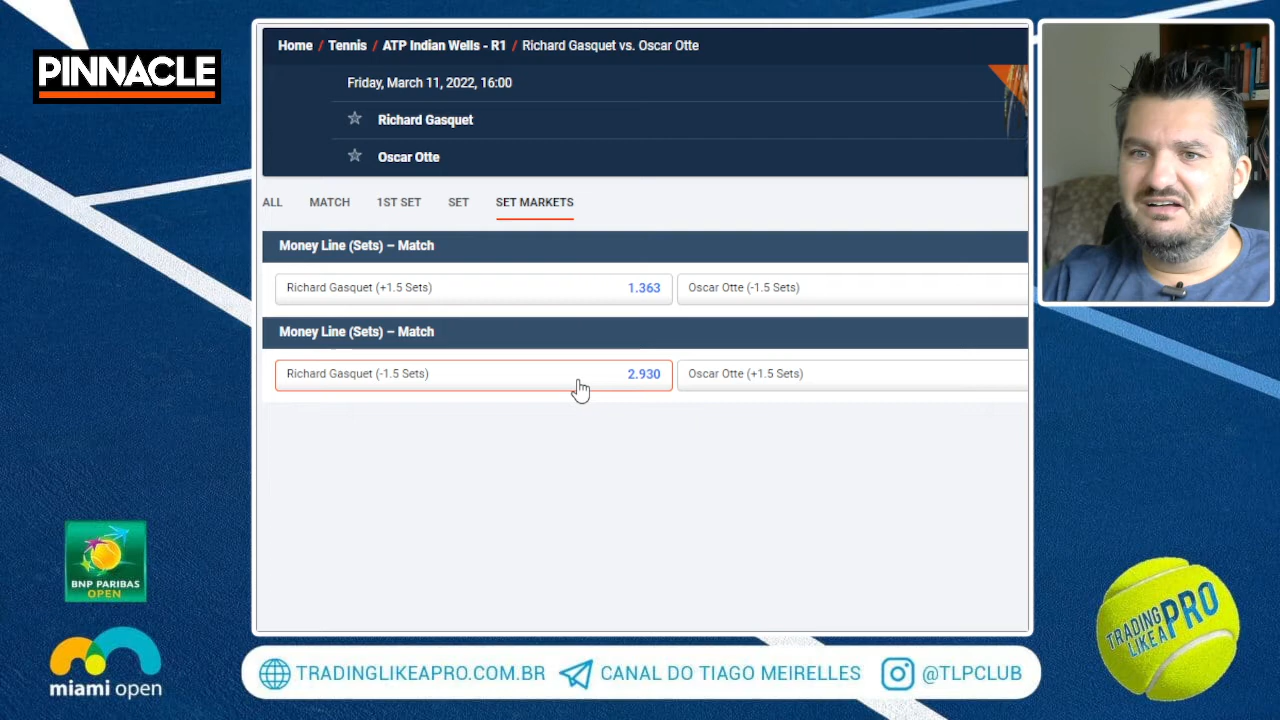 PINNACLE
Home / Tennis / ATP Indian Wells - R1 / Richard Gasquet vs. Oscar Otte
Friday, March 11, 2022, 16:00
Richard Gasquet
Oscar Otte
ALL MATCH 1ST SET SET SET MARKETS
Money Line (Sets) – Match
Richard Gasquet (+1.5 Sets) 1.363 Oscar Otte (-1.5 Sets)
Money Line (Sets) – Match
Richard Gasquet (-1.5 Sets) 2.930 Oscar Otte (+1.5 Sets)
BNP PARIBAS
OPEN
miami open
TRADINGLIKEAPRO.COM.BR CANAL DO TIAGO MEIRELLES @TLPCLUB
TRADING
LIKE A
PRO